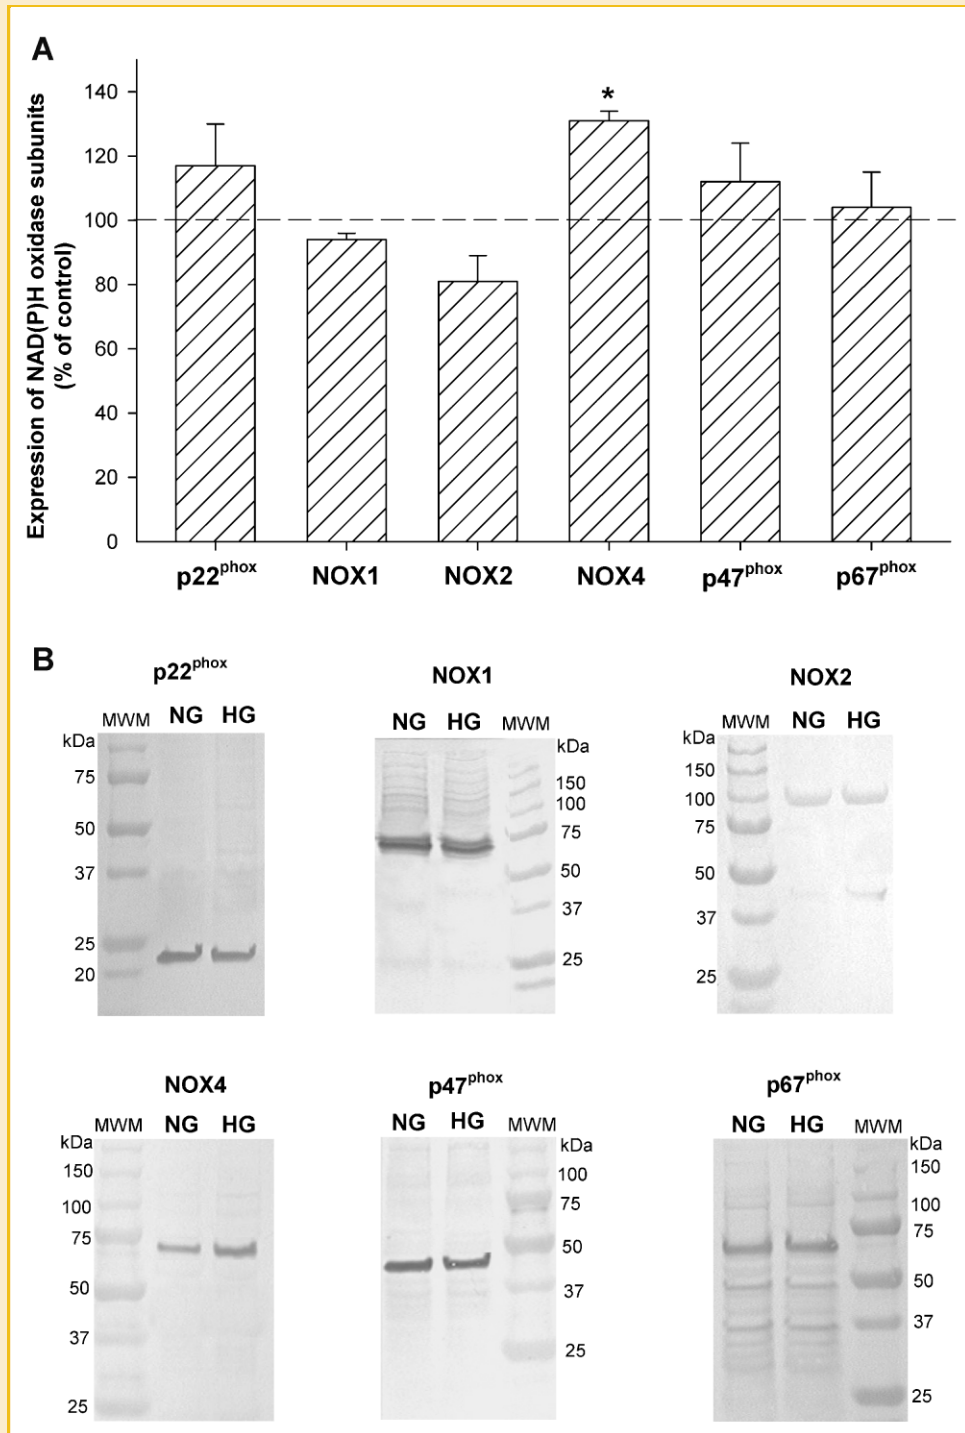 A
Expression of NAD(P)H oxidase subunits
(% of control)
140
120
100
80
60
40
20
0
*
p22phox NOX1 NOX2 NOX4 p47phox p67phox
B
p22phox
MWM NG HG
kDa
75
50
37
25
20
NOX1
NG HG MWM
kDa
150
100
75
50
37
25
NOX2
MWM NG HG
kDa
150
100
75
50
37
25
NOX4
MWM NG HG
kDa
150
100
75
50
37
25
p47phox
NG HG MWM
kDa
100
75
50
37
25
p67phox
NG HG MWM
kDa
150
100
75
50
37
25